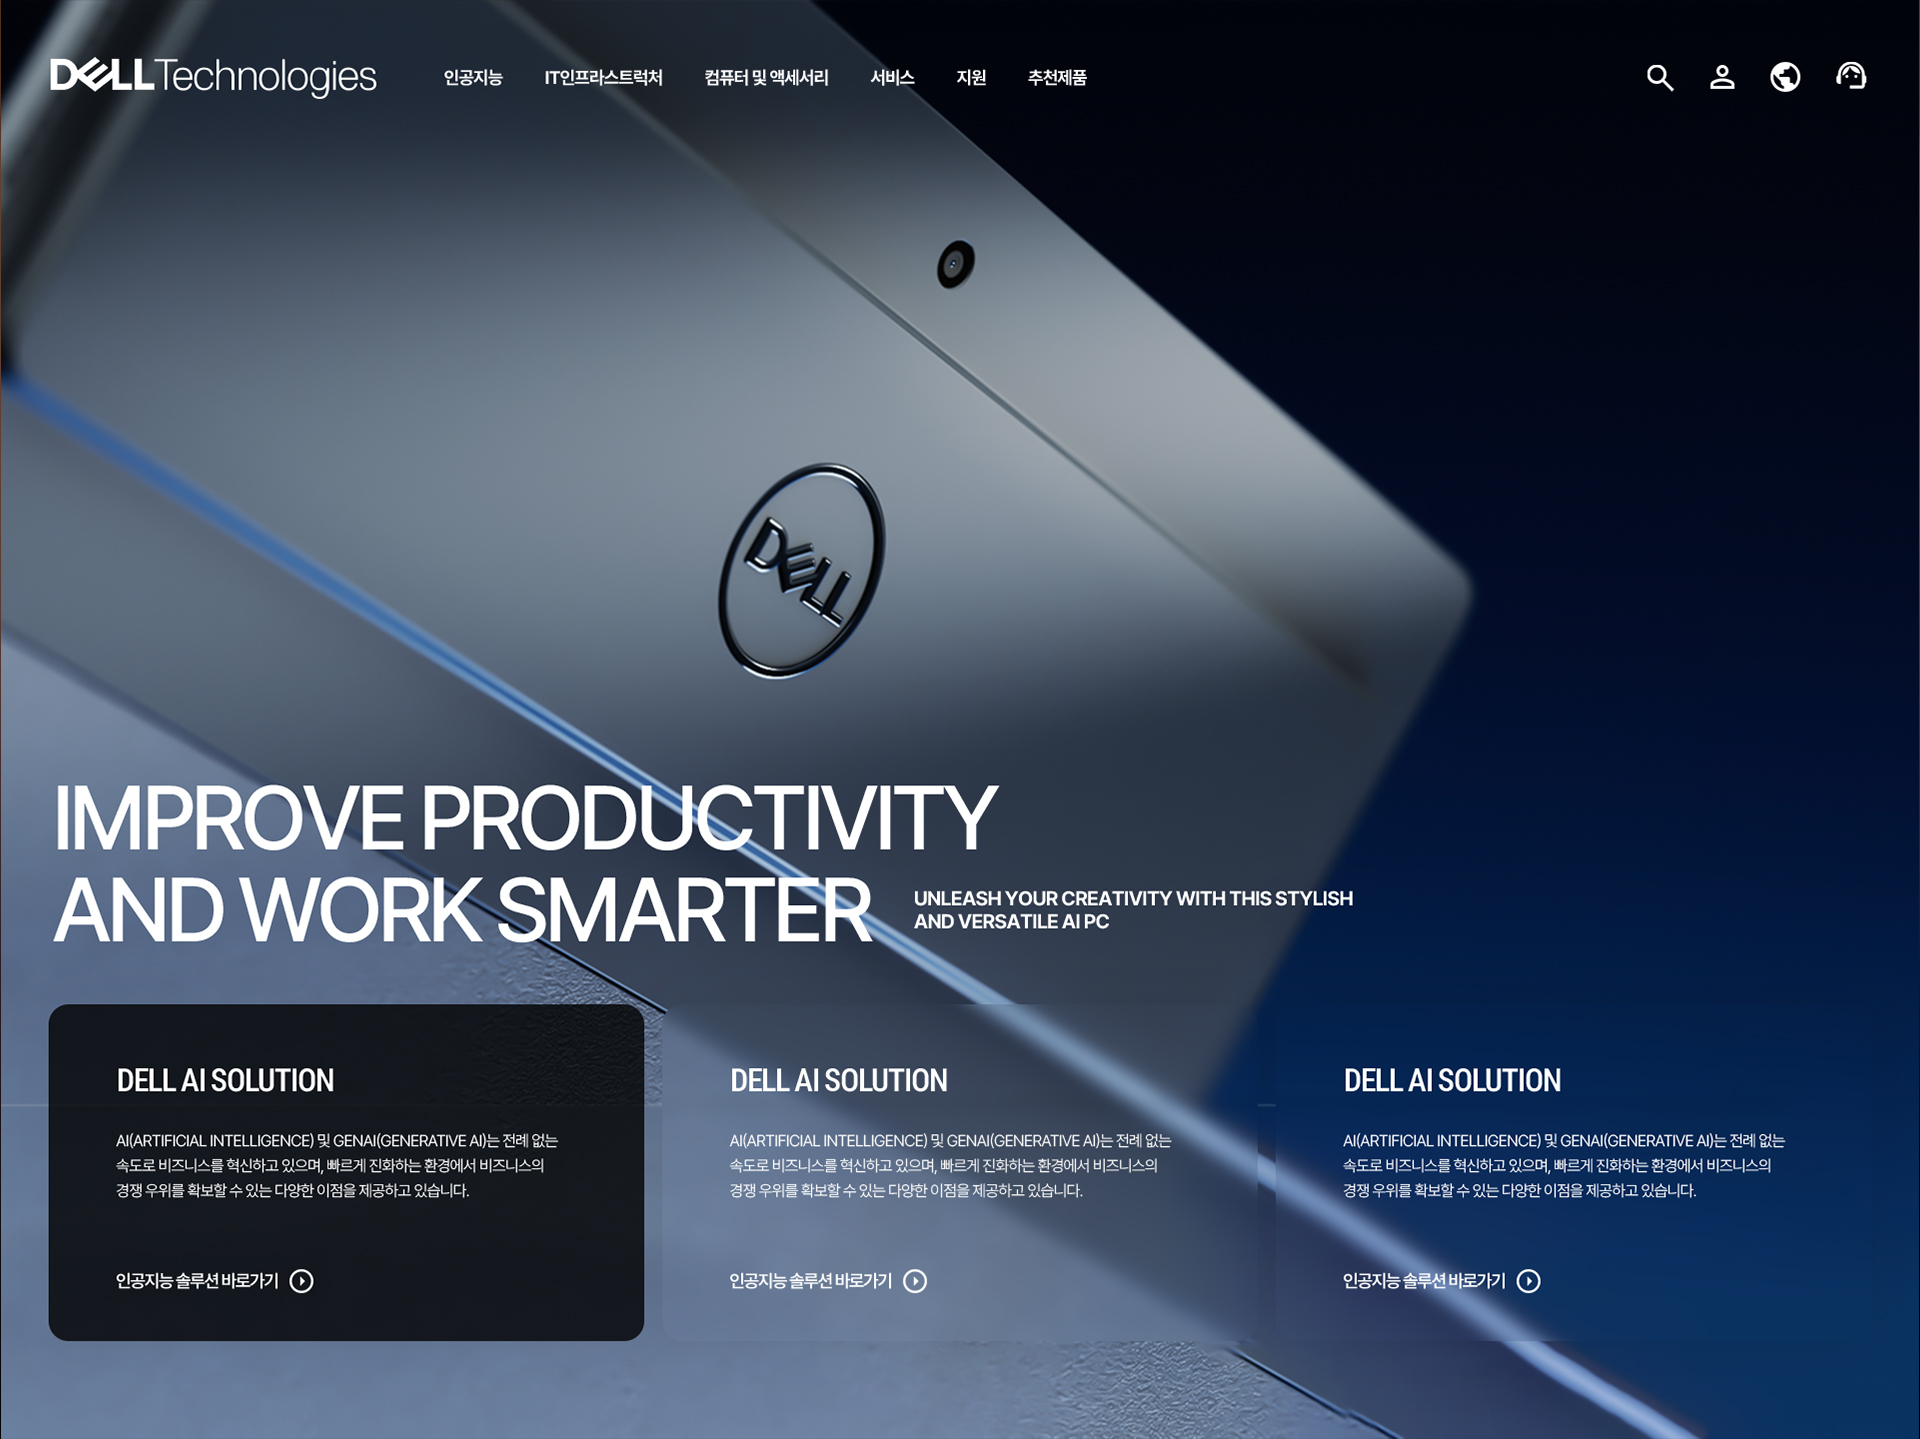 DELL Technologies
인공지능 IT인프라스트럭처 컴퓨터 및 액세서리 서비스 지원 추천제품
DELL
IMPROVE PRODUCTIVITY
AND WORK SMARTER
UNLEASH YOUR CREATIVITY WITH THIS STYLISH
AND VERSATILE AI PC
DELL AI SOLUTION
AI(ARTIFICIAL INTELLIGENCE) 및 GENAI(GENERATIVE AI)는 전례 없는
속도로 비즈니스를 혁신하고 있으며, 빠르게 진화하는 환경에서 비즈니스의
경쟁 우위를 확보할 수 있는 다양한 이점을 제공하고 있습니다.
인공지능 솔루션 바로가기
DELL AI SOLUTION
AI(ARTIFICIAL INTELLIGENCE) 및 GENAI(GENERATIVE AI)는 전례 없는
속도로 비즈니스를 혁신하고 있으며, 빠르게 진화하는 환경에서 비즈니스의
경쟁 우위를 확보할 수 있는 다양한 이점을 제공하고 있습니다.
인공지능 솔루션 바로가기
DELL AI SOLUTION
AI(ARTIFICIAL INTELLIGENCE) 및 GENAI(GENERATIVE AI)는 전례 없는
속도로 비즈니스를 혁신하고 있으며, 빠르게 진화하는 환경에서 비즈니스의
경쟁 우위를 확보할 수 있는 다양한 이점을 제공하고 있습니다.
인공지능 솔루션 바로가기